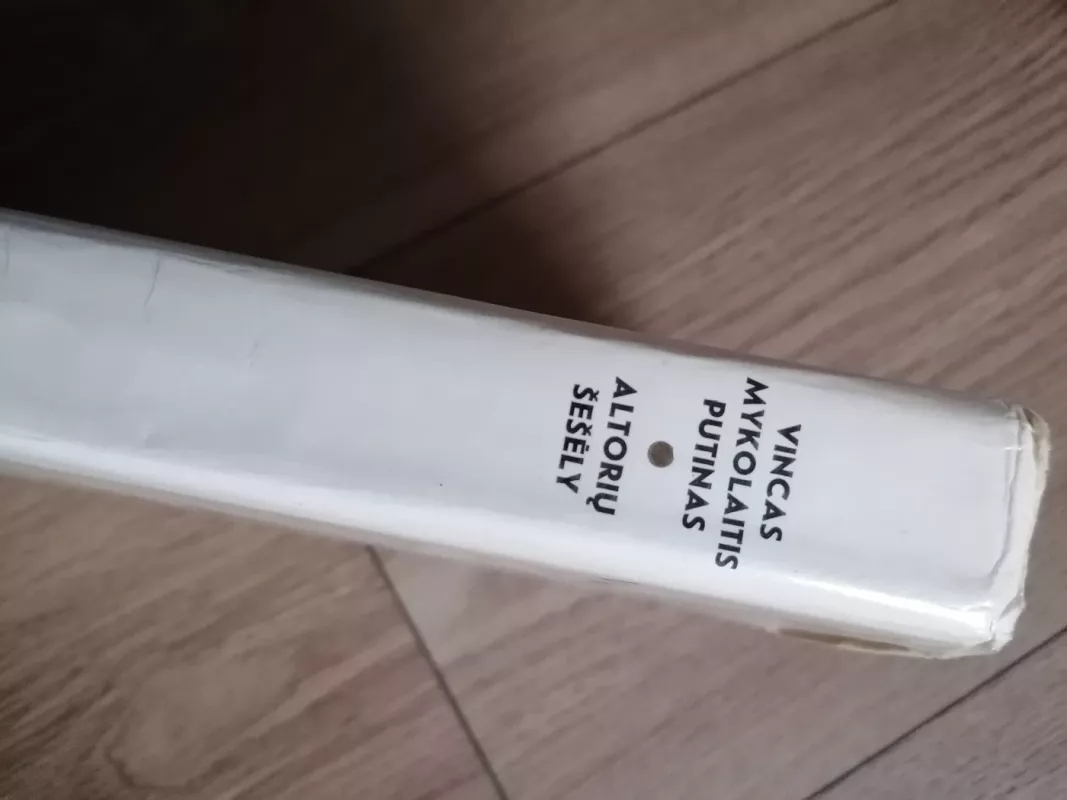 VINCAS
MYKOLAITIS
PUTINAS
ALTORIŲ
ŠEŠĖLY